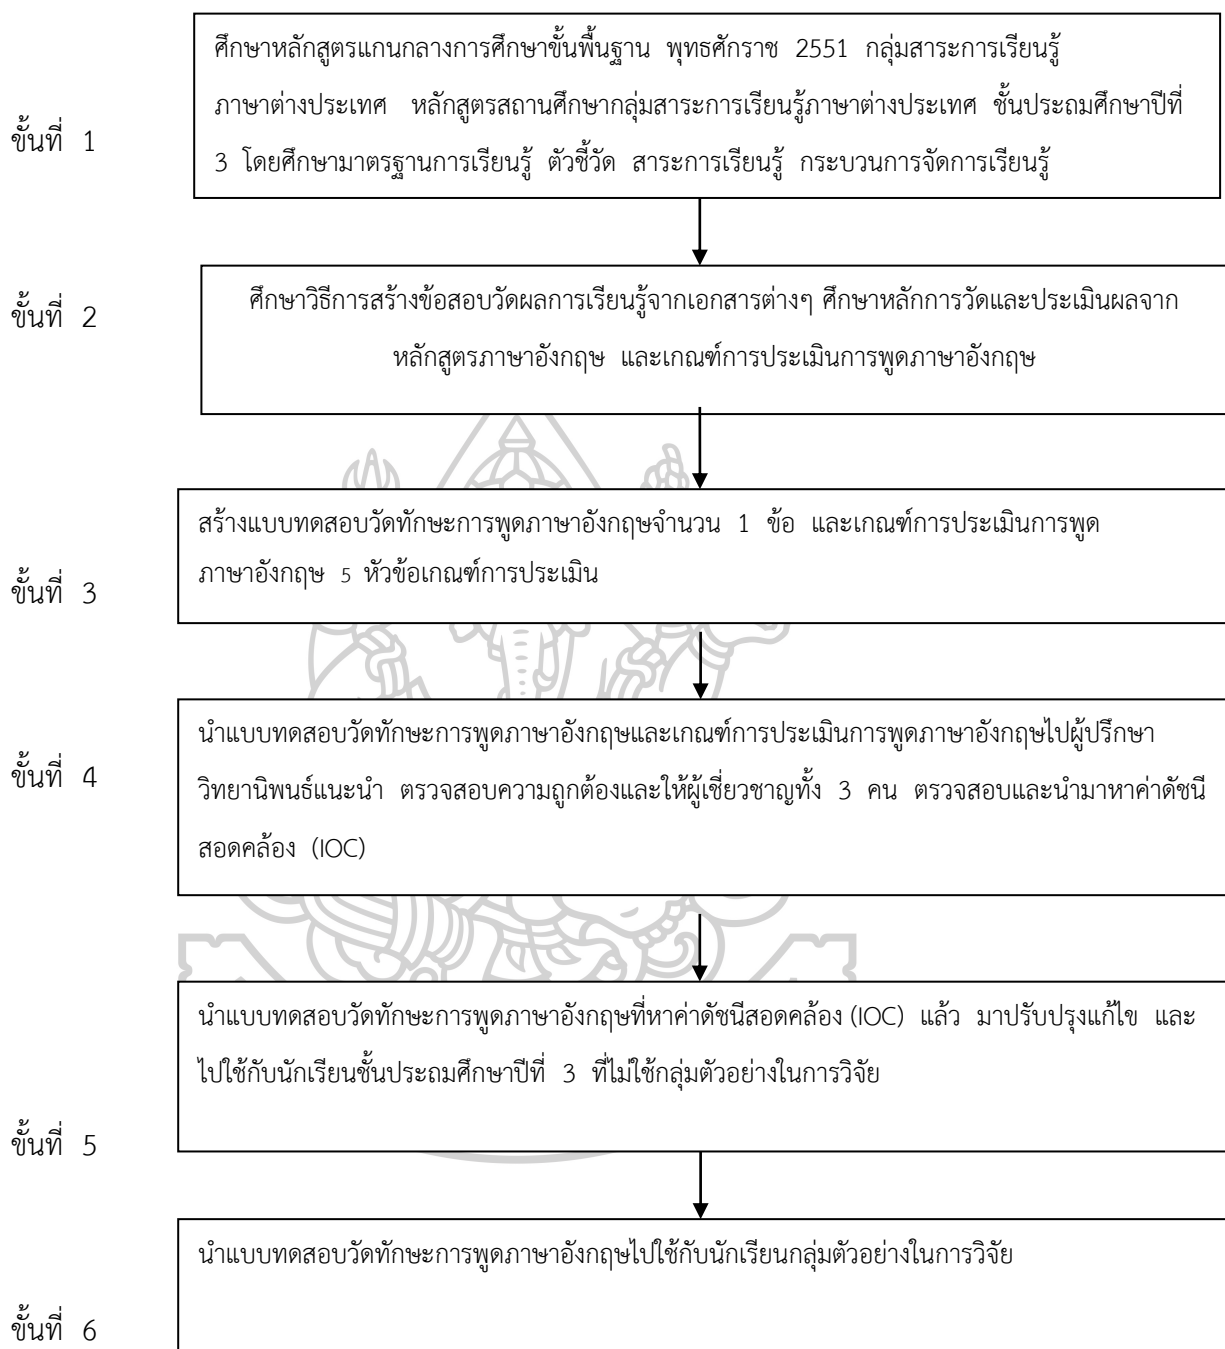 ศึกษาหลักสูตรแกนกลางการศึกษาขั้นพื้นฐาน พุทธศักราช 2551 กลุ่มสาระการเรียนรู้
ภาษาต่างประเทศ หลักสูตรสถานศึกษากลุ่มสาระการเรียนรู้ภาษาต่างประเทศ ชั้นประถมศึกษาปีที่
ขั้นที่ 1
3 โดยศึกษามาตรฐานการเรียนรู้ ตัวชี้วัด สาระการเรียนรู้ กระบวนการจัดการเรียนรู้
ขั้นที่ 2
ศึกษาวิธีการสร้างข้อสอบวัดผลการเรียนรู้จากเอกสารต่างๆ ศึกษาหลักการวัดและประเมินผลจาก
หลักสูตรภาษาอังกฤษ และเกณฑ์การประเมินการพูดภาษาอังกฤษ
สร้างแบบทดสอบวัดทักษะการพูดภาษาอังกฤษจำนวน 1 ข้อ และเกณฑ์การประเมินการพูด
ภาษาอังกฤษ 5 หัวข้อเกณฑ์การประเมิน
ขั้นที่ 3
นำแบบทดสอบวัดทักษะการพูดภาษาอังกฤษและเกณฑ์การประเมินการพูดภาษาอังกฤษไปผู้ปรึกษา
ขั้นที่ 4
วิทยานิพนธ์แนะนำ ตรวจสอบความถูกต้องและให้ผู้เชี่ยวชาญทั้ง 3 คน ตรวจสอบและนำมาหาค่าดัชนี
สอดคล้อง (IOC)
นำแบบทดสอบวัดทักษะการพูดภาษาอังกฤษที่หาค่าดัชนีสอดคล้อง (IOC) แล้ว มาปรับปรุงแก้ไข และ
ไปใช้กับนักเรียนชั้นประถมศึกษาปีที่ 3 ที่ไม่ใช้กลุ่มตัวอย่างในการวิจัย
ขั้นที่ 5
นำแบบทดสอบวัดทักษะการพูดภาษาอังกฤษไปใช้กับนักเรียนกลุ่มตัวอย่างในการวิจัย
ขั้นที่ 6